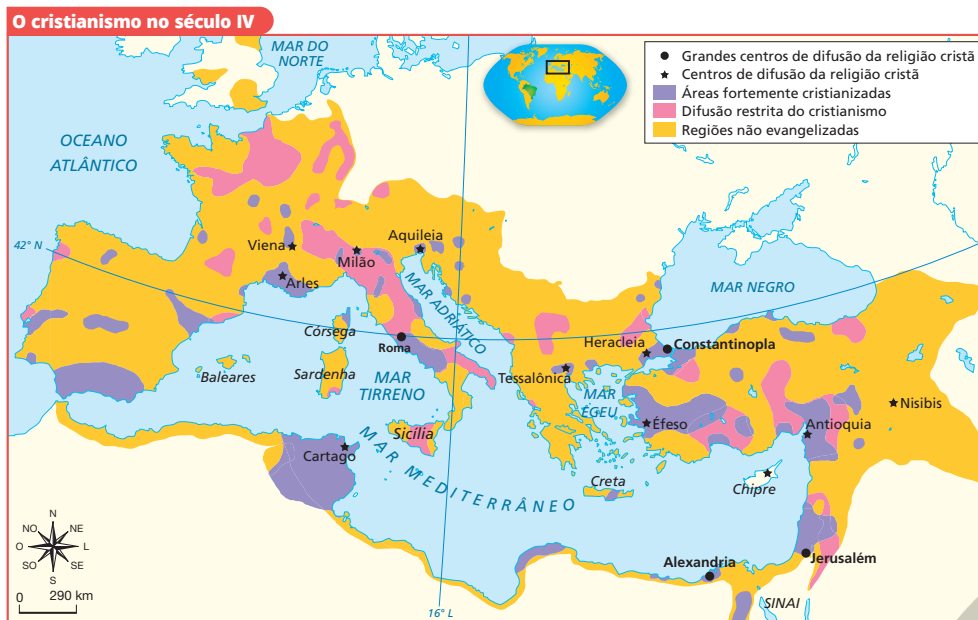 O cristianismo no século IV
MAR DO
NORTE
Grandes centros de difusão da religião cristã
Centros de difusão da religião cristã
Áreas fortemente cristianizadas
Difusão restrita do cristianismo
Regiões não evangelizadas
OCEANO
ATLÂNTICO
42° N
Viena
Milão
Aquileia
Arles
MAR ADRIÁTICO
MAR NEGRO
Córsega
Roma
Heracleia
Constantinopla
Baleares
Sardenha
MAR
TIRRENO
Tessalônica
MAR
EGEU
Nisibis
Sicília
Éfeso
Antioquia
Cartago
MAR MEDITERRÂNEO
Creta
Chipre
N
NO
NE
O
L
SO
SE
S
Alexandria
Jerusalém
0
290 km
16° L
SINAI